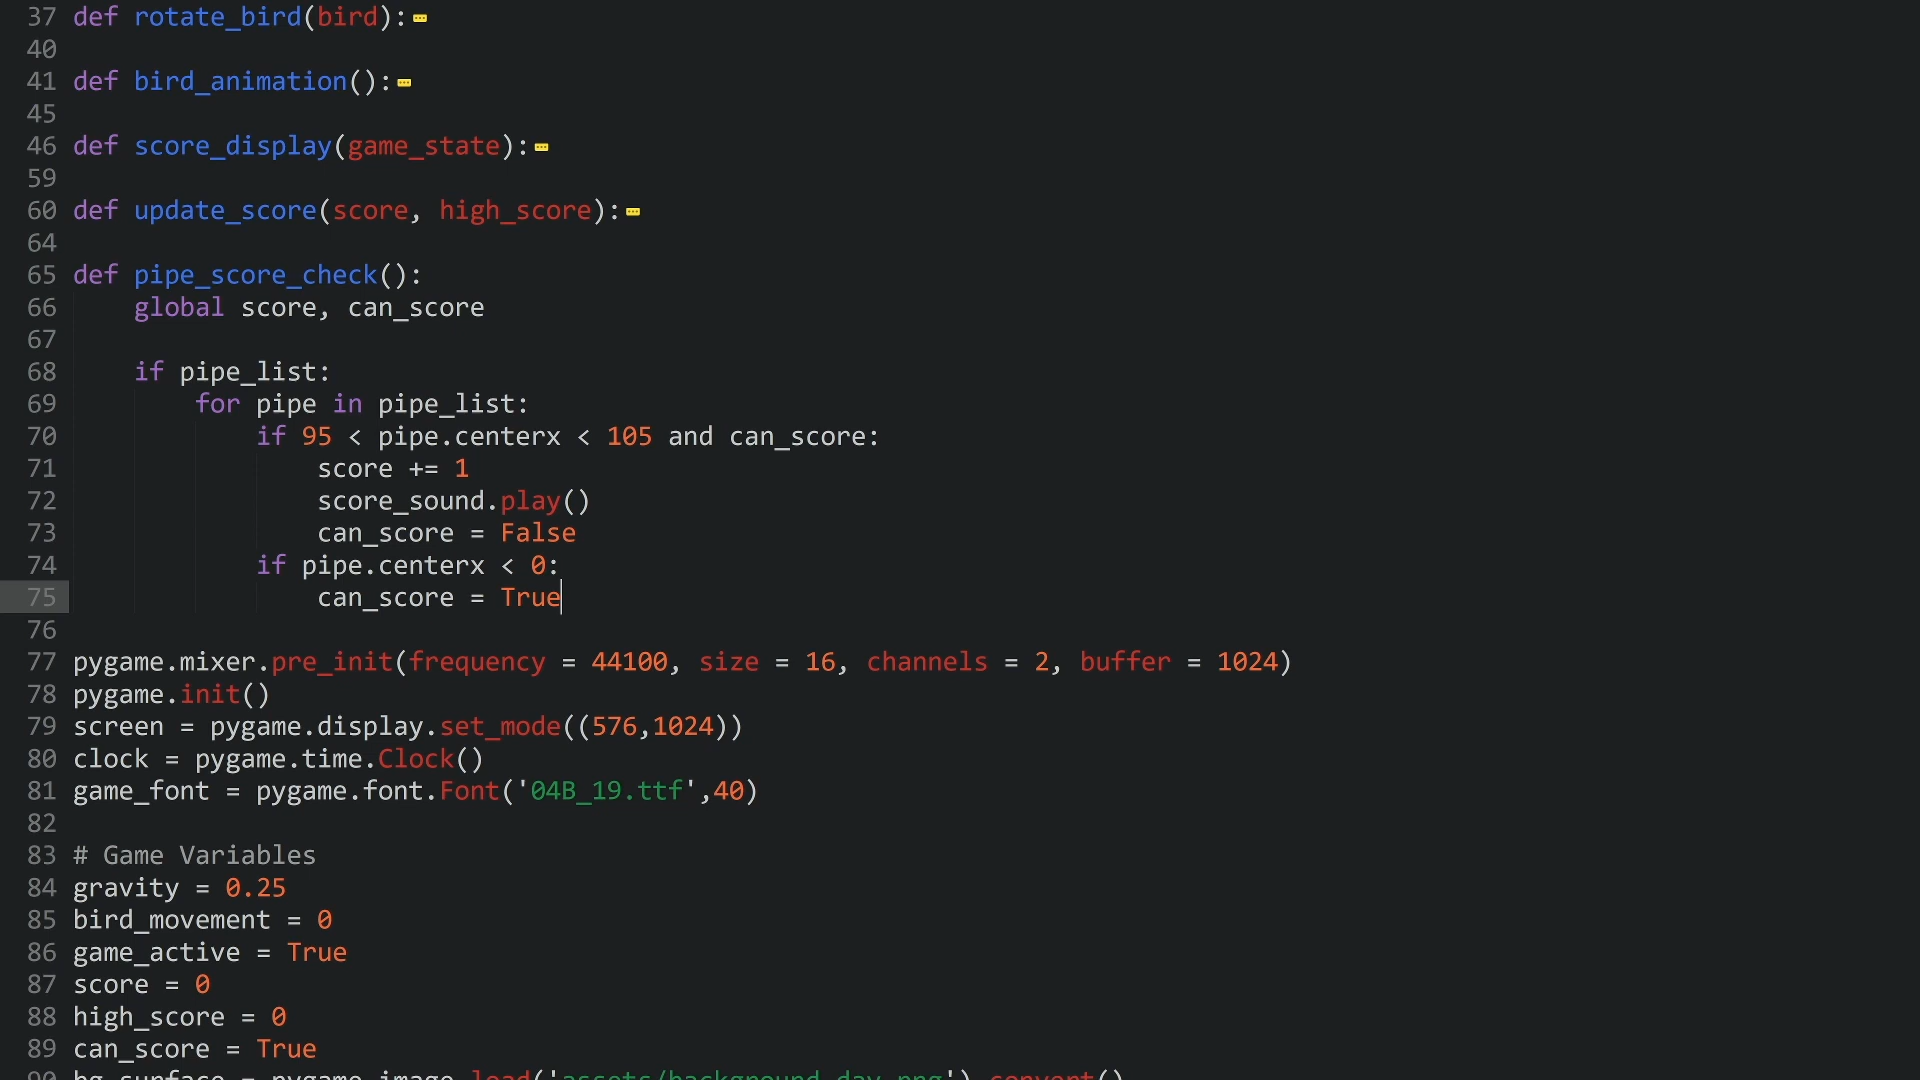 37 def rotate_bird(bird):
40
41 def bird_animation():
45
46 def score_display(game_state):
59
60 def update_score(score, high_score):
64
65 def pipe_score_check():
66     global score, can_score
67
68     if pipe_list:
69         for pipe in pipe_list:
70             if 95 < pipe.centerx < 105 and can_score:
71                 score += 1
72                 score_sound.play()
73                 can_score = False
74             if pipe.centerx < 0:
75                 can_score = True
76
77 pygame.mixer.pre_init(frequency = 44100, size = 16, channels = 2, buffer = 1024)
78 pygame.init()
79 screen = pygame.display.set_mode((576,1024))
80 clock = pygame.time.Clock()
81 game_font = pygame.font.Font('04B_19.ttf',40)
82
83 # Game Variables
84 gravity = 0.25
85 bird_movement = 0
86 game_active = True
87 score = 0
88 high_score = 0
89 can_score = True
90 bg_surface = pygame.image.load('assets/background-day.png').convert()